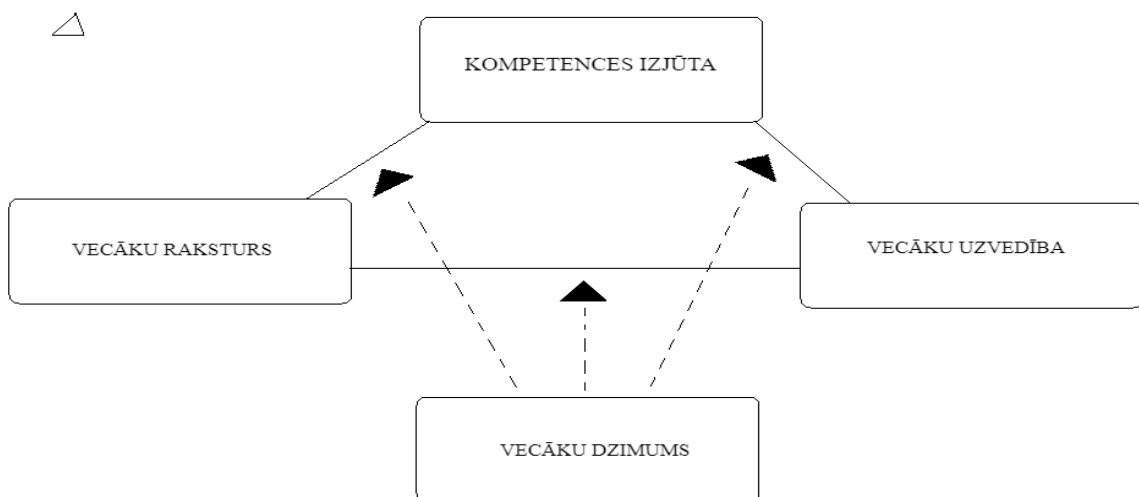 KOMPETENCES IZJŪTA
VECĀKU RAKSTURS
VECĀKU UZVEDĪBA
VECĀKU DZIMUMS